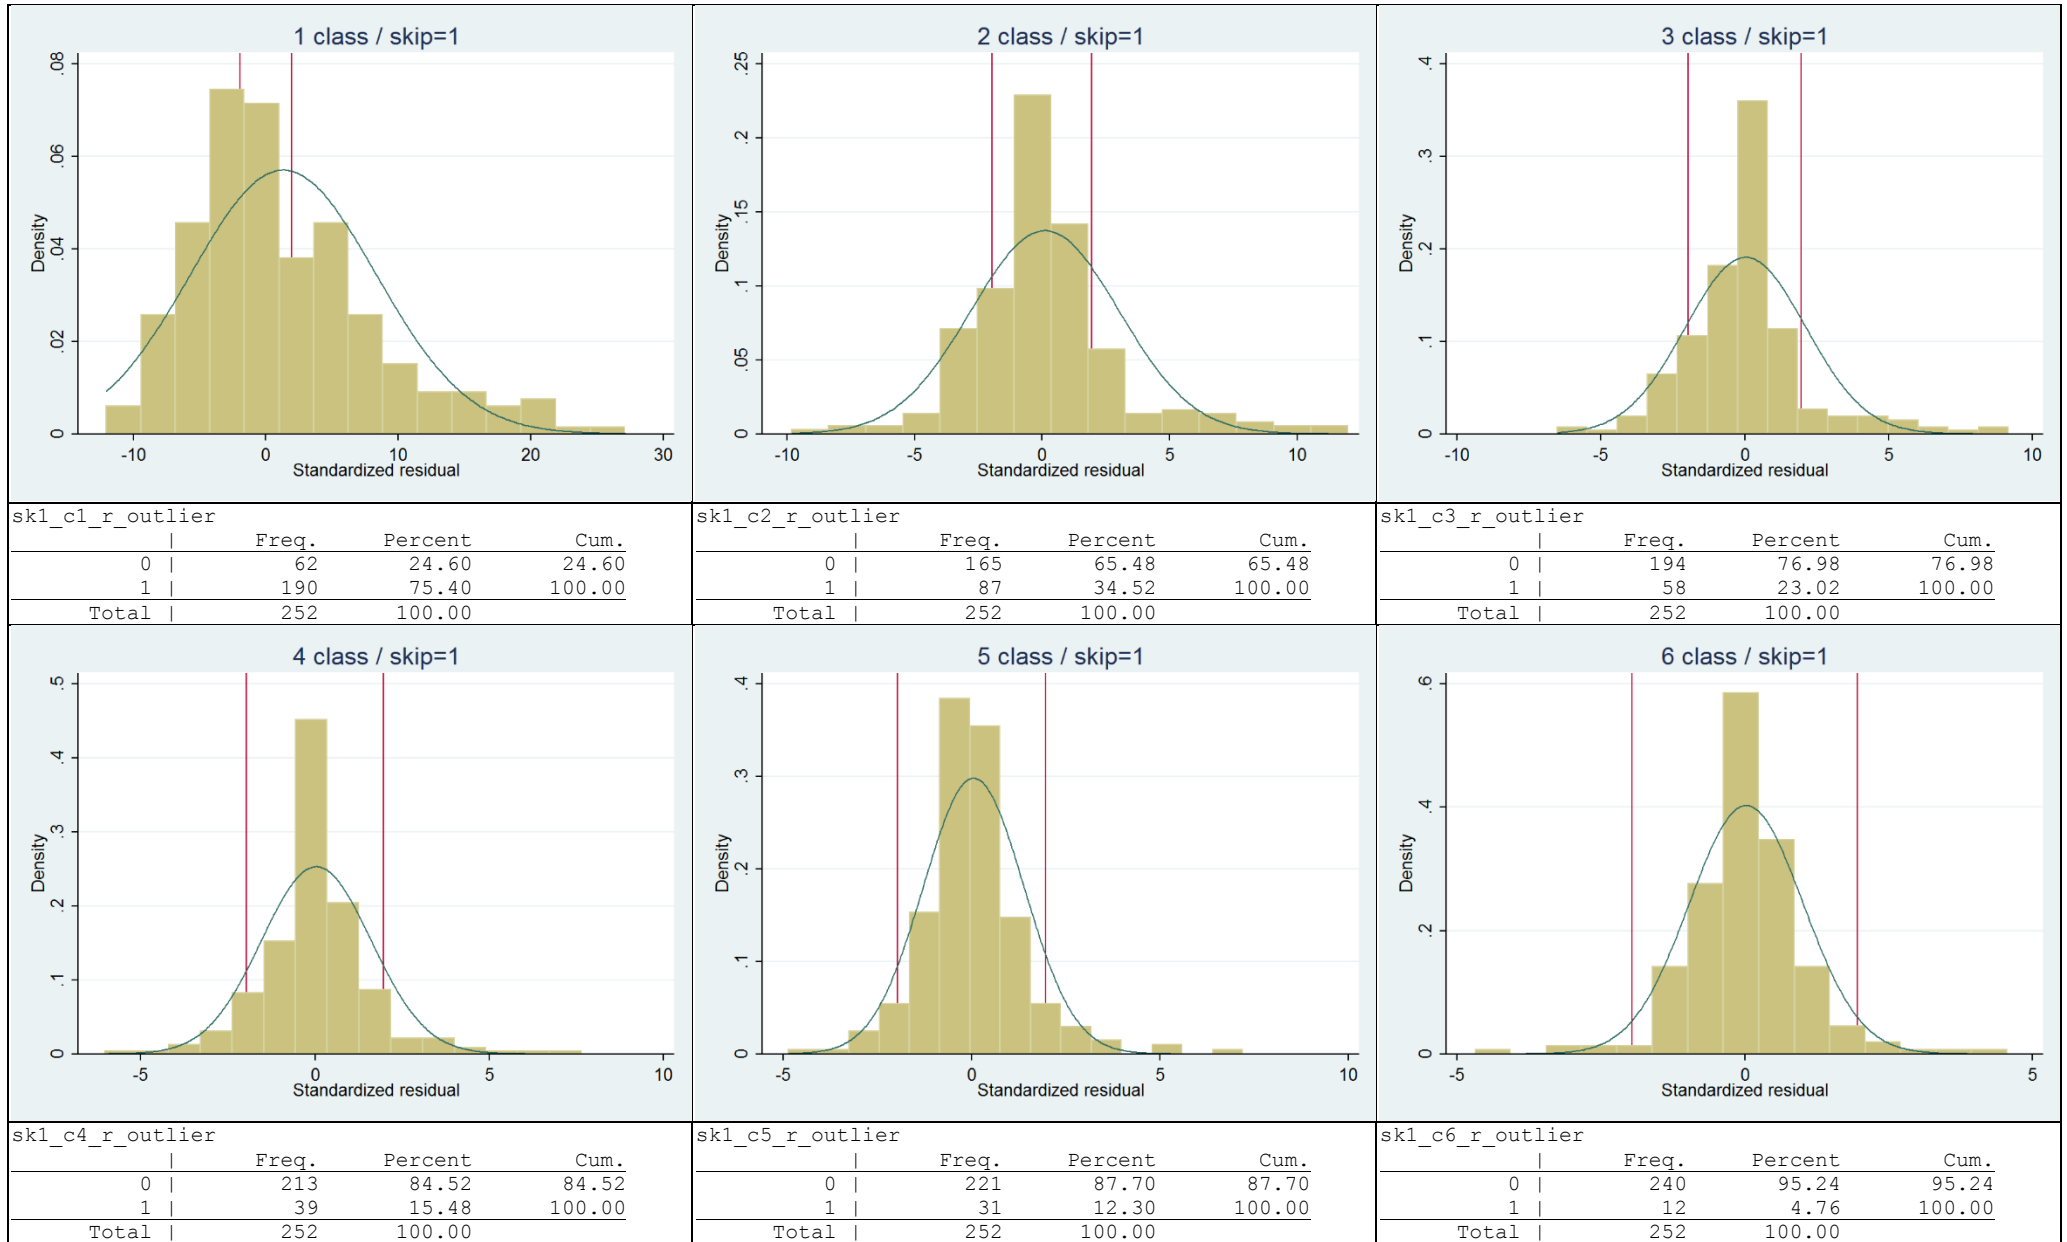 1 class / skip=1
.08
.06
.04
.02
0
Density
-10 0 10 20 30
Standardized residual
2 class / skip=1
.25
.2
.15
.1
.05
0
Density
-10 -5 0 5 10
Standardized residual
3 class / skip=1
.4
.3
.2
.1
0
Density
-10 -5 0 5 10
Standardized residual
sk1_c1_r_outlier
| Freq. Percent Cum.
0 | 62 24.60 24.60
1 | 190 75.40 100.00
Total | 252 100.00
sk1_c2_r_outlier
| Freq. Percent Cum.
0 | 165 65.48 65.48
1 | 87 34.52 100.00
Total | 252 100.00
sk1_c3_r_outlier
| Freq. Percent Cum.
0 | 194 76.98 76.98
1 | 58 23.02 100.00
Total | 252 100.00
4 class / skip=1
.5
.4
.3
.2
.1
0
Density
-5 0 5 10
Standardized residual
5 class / skip=1
.4
.3
.2
.1
0
Density
-5 0 5 10
Standardized residual
6 class / skip=1
.6
.4
.2
0
Density
-5 0 5
Standardized residual
sk1_c4_r_outlier
| Freq. Percent Cum.
0 | 213 84.52 84.52
1 | 39 15.48 100.00
Total | 252 100.00
sk1_c5_r_outlier
| Freq. Percent Cum.
0 | 221 87.70 87.70
1 | 31 12.30 100.00
Total | 252 100.00
sk1_c6_r_outlier
| Freq. Percent Cum.
0 | 240 95.24 95.24
1 | 12 4.76 100.00
Total | 252 100.00